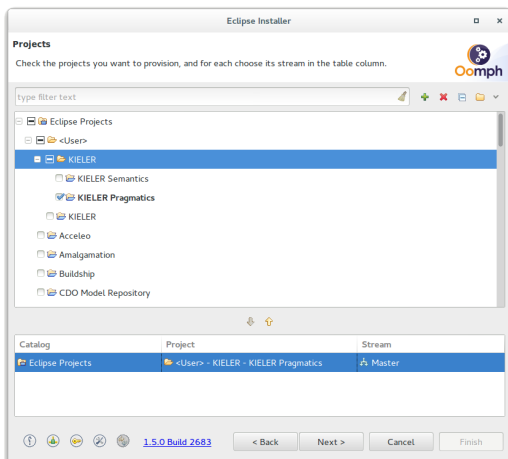 Eclipse Installer
Projects
Check the projects you want to provision, and for each choose its stream in the table column.
Oomph
type filter text
Eclipse Projects
<User>
KIELER
KIELER Semantics
KIELER Pragmatics
KIELER
Acceleo
Amalgamation
Buildship
CDO Model Repository
Catalog Project Stream
Eclipse Projects <User> - KIELER - KIELER Pragmatics Master
1.5.0 Build 2683 < Back Next > Cancel Finish